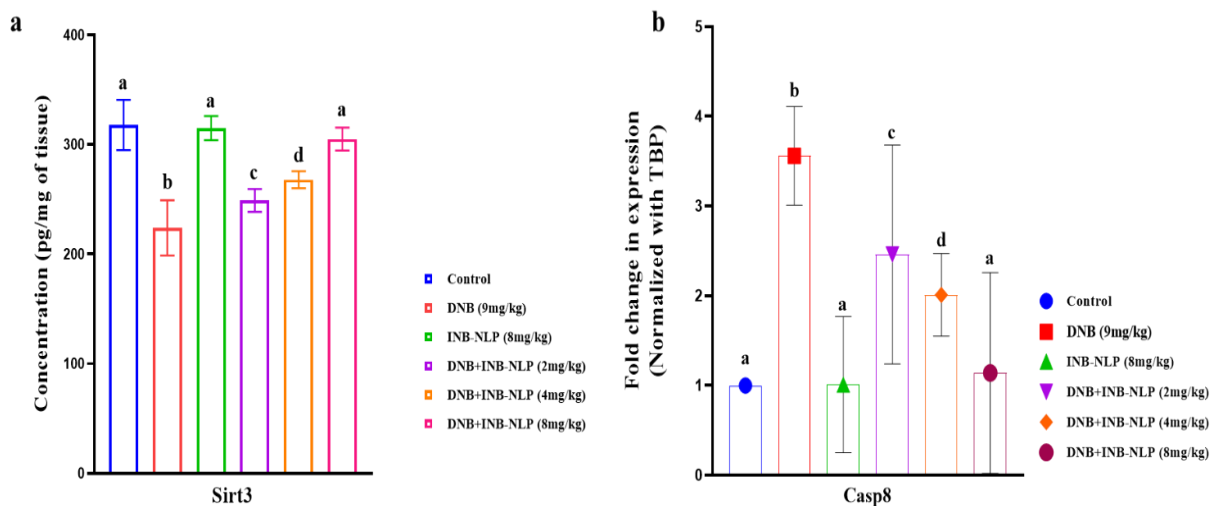 a
Concentration (pg/mg of tissue)
400
300
200
100
0
a
b
a
c
d
a
Sirt3
Control
DNB (9mg/kg)
INB-NLP (8mg/kg)
DNB+INB-NLP (2mg/kg)
DNB+INB-NLP (4mg/kg)
DNB+INB-NLP (8mg/kg)
b
Fold change in expression
(Normalized with TBP)
5
4
3
2
1
0
a
b
a
c
d
a
Casp8
Control
DNB (9mg/kg)
INB-NLP (8mg/kg)
DNB+INB-NLP (2mg/kg)
DNB+INB-NLP (4mg/kg)
DNB+INB-NLP (8mg/kg)